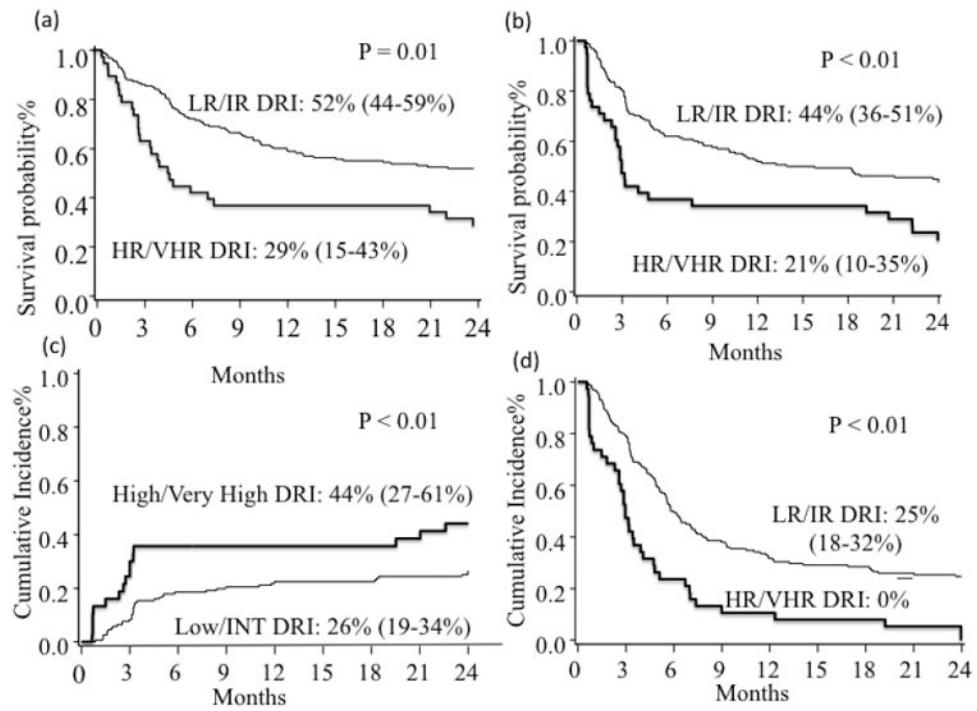 (a)
P = 0.01
1.0
0.8
0.6
0.4
0.2
0.0
Survival probability%
LR/IR DRI: 52% (44-59%)
HR/VHR DRI: 29% (15-43%)
0 3 6 9 12 15 18 21 24
Months
(b)
P < 0.01
1.0
0.8
0.6
0.4
0.2
0.0
Survival probability%
LR/IR DRI: 44% (36-51%)
HR/VHR DRI: 21% (10-35%)
0 3 6 9 12 15 18 21 24
Months
(c)
P < 0.01
1.0
0.8
0.6
0.4
0.2
0.0
Cumulative Incidence%
High/Very High DRI: 44% (27-61%)
Low/INT DRI: 26% (19-34%)
0 3 6 9 12 15 18 21 24
Months
(d)
P < 0.01
1.0
0.8
0.6
0.4
0.2
0.0
Cumulative Incidence%
LR/IR DRI: 25%
(18-32%)
HR/VHR DRI: 0%
0 3 6 9 12 15 18 21 24
Months